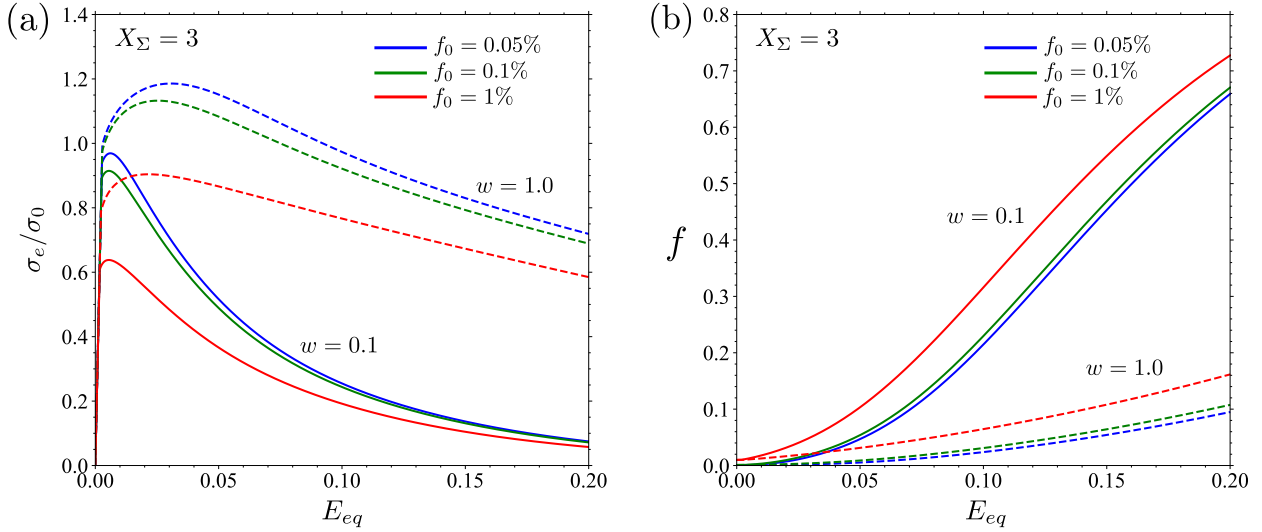 (a)
X_Σ = 3
f_0 = 0.05%
f_0 = 0.1%
f_0 = 1%
w = 1.0
w = 0.1
σ_e/σ_0
1.4
1.2
1.0
0.8
0.6
0.4
0.2
0.0
0.00 0.05 0.10 0.15 0.20
E_{eq}
(b)
X_Σ = 3
f_0 = 0.05%
f_0 = 0.1%
f_0 = 1%
w = 0.1
w = 1.0
f
0.8
0.7
0.6
0.5
0.4
0.3
0.2
0.1
0.0
0.00 0.05 0.10 0.15 0.20
E_{eq}